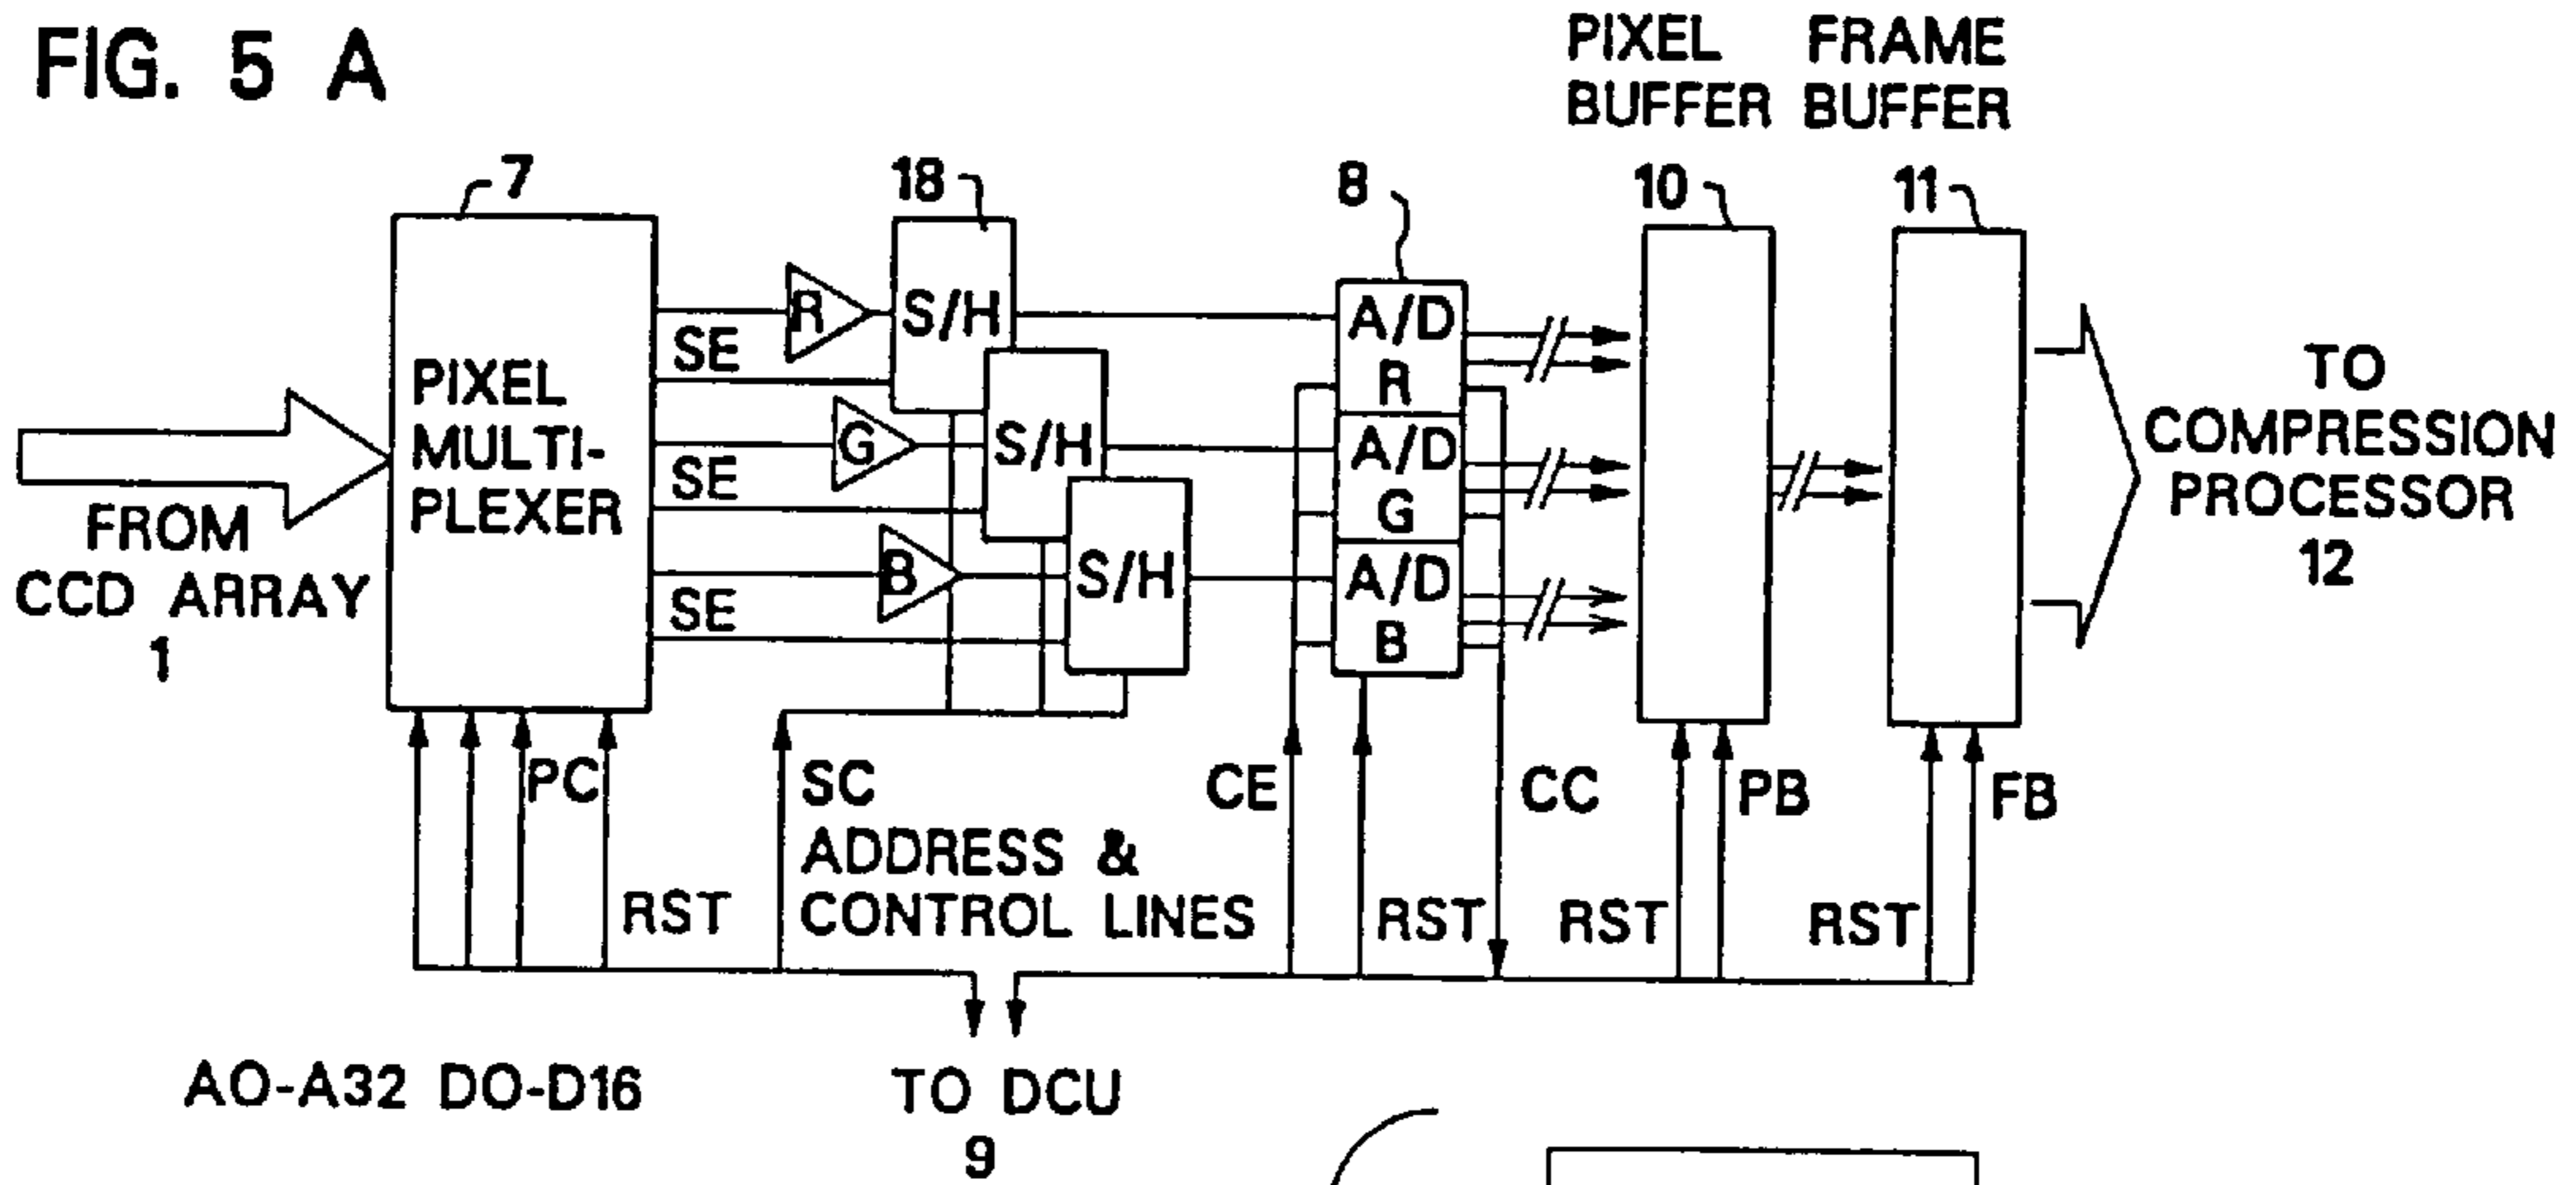 FIG. 5 A
PIXEL FRAME
BUFFER BUFFER
7
18
8
10
11
R
S/H
A/D
R
SE
PIXEL
MULTI-
PLEXER
G
S/H
A/D
G
SE
B
S/H
A/D
B
SE
FROM
CCD ARRAY
1
TO
COMPRESSION
PROCESSOR
12
PC
SC
CE
CC
PB
FB
ADDRESS &
CONTROL LINES
RST
RST
RST
RST
AO-A32 DO-D16
TO DCU
9